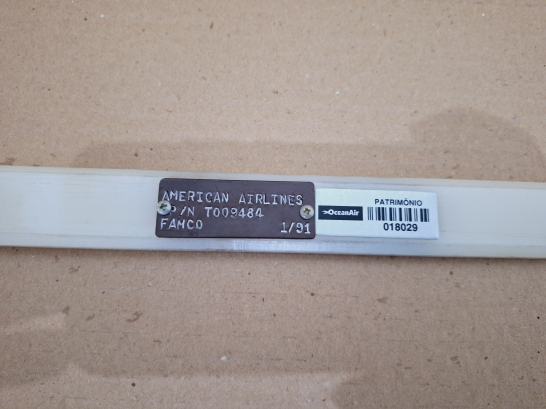 AMERICAN AIRLINES
P/N T009484
FAMCO 1/91
PATRIMÔNIO
OceanAir
018029